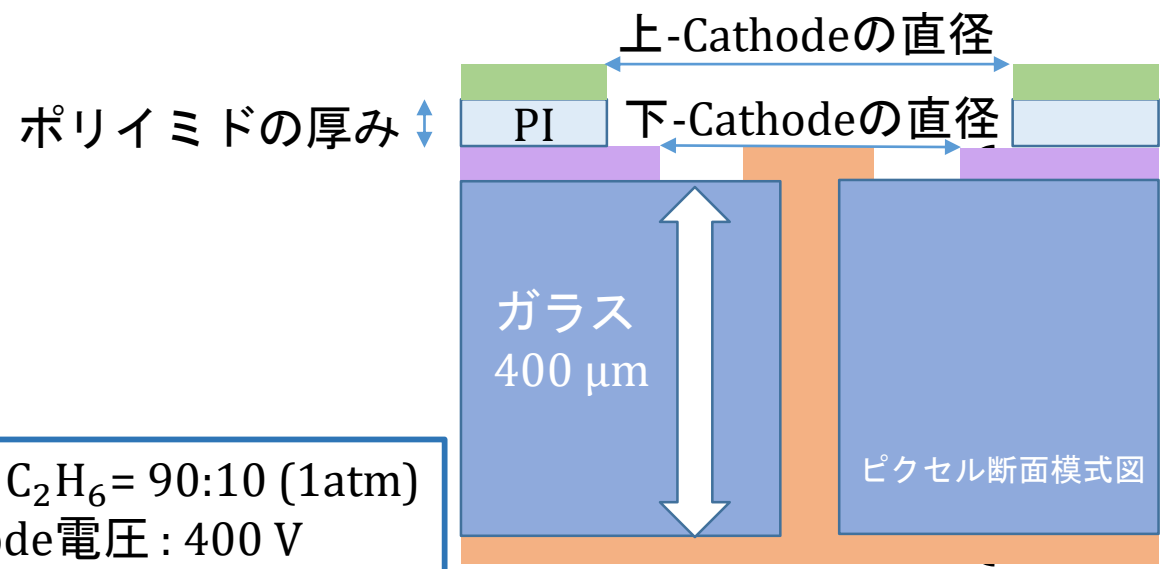 上-Cathodeの直径
ポリイミドの厚み
PI
下-Cathodeの直径
ガラス
400 μm
ピクセル断面模式図
C₂H₆= 90:10 (1atm)
ode電圧 : 400 V